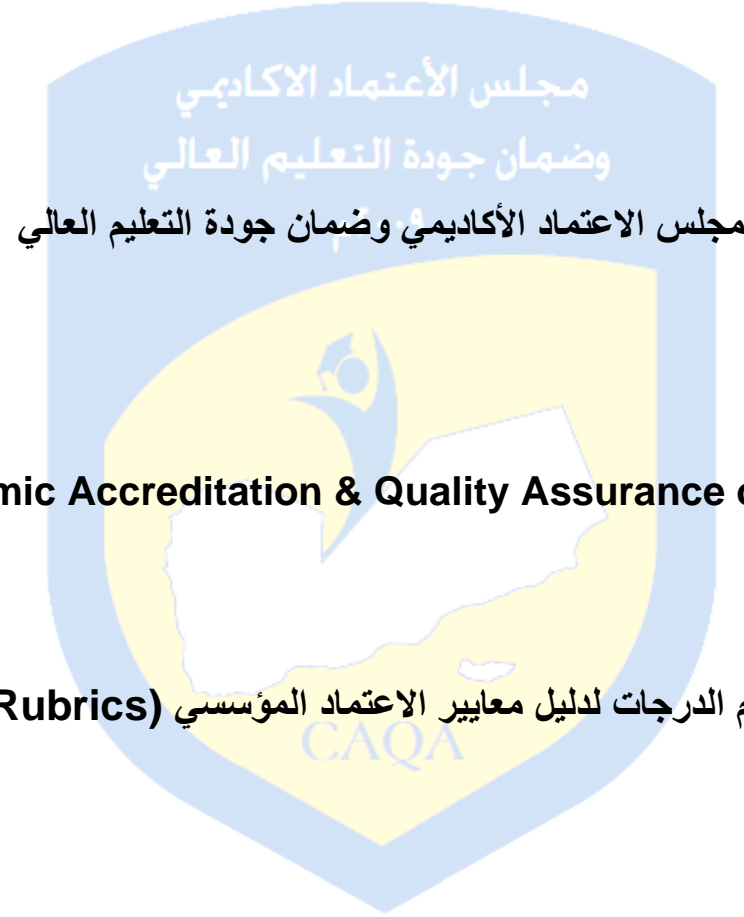 مجلس الأعتماد الاكاديمي
وضمان جودة التعليم العالي
مجلس الاعتماد الأكاديمي وضمان جودة التعليم العالي
mic Accreditation & Quality Assurance
م الدرجات لدليل معايير الاعتماد المؤسسي (Rubrics
CAQA